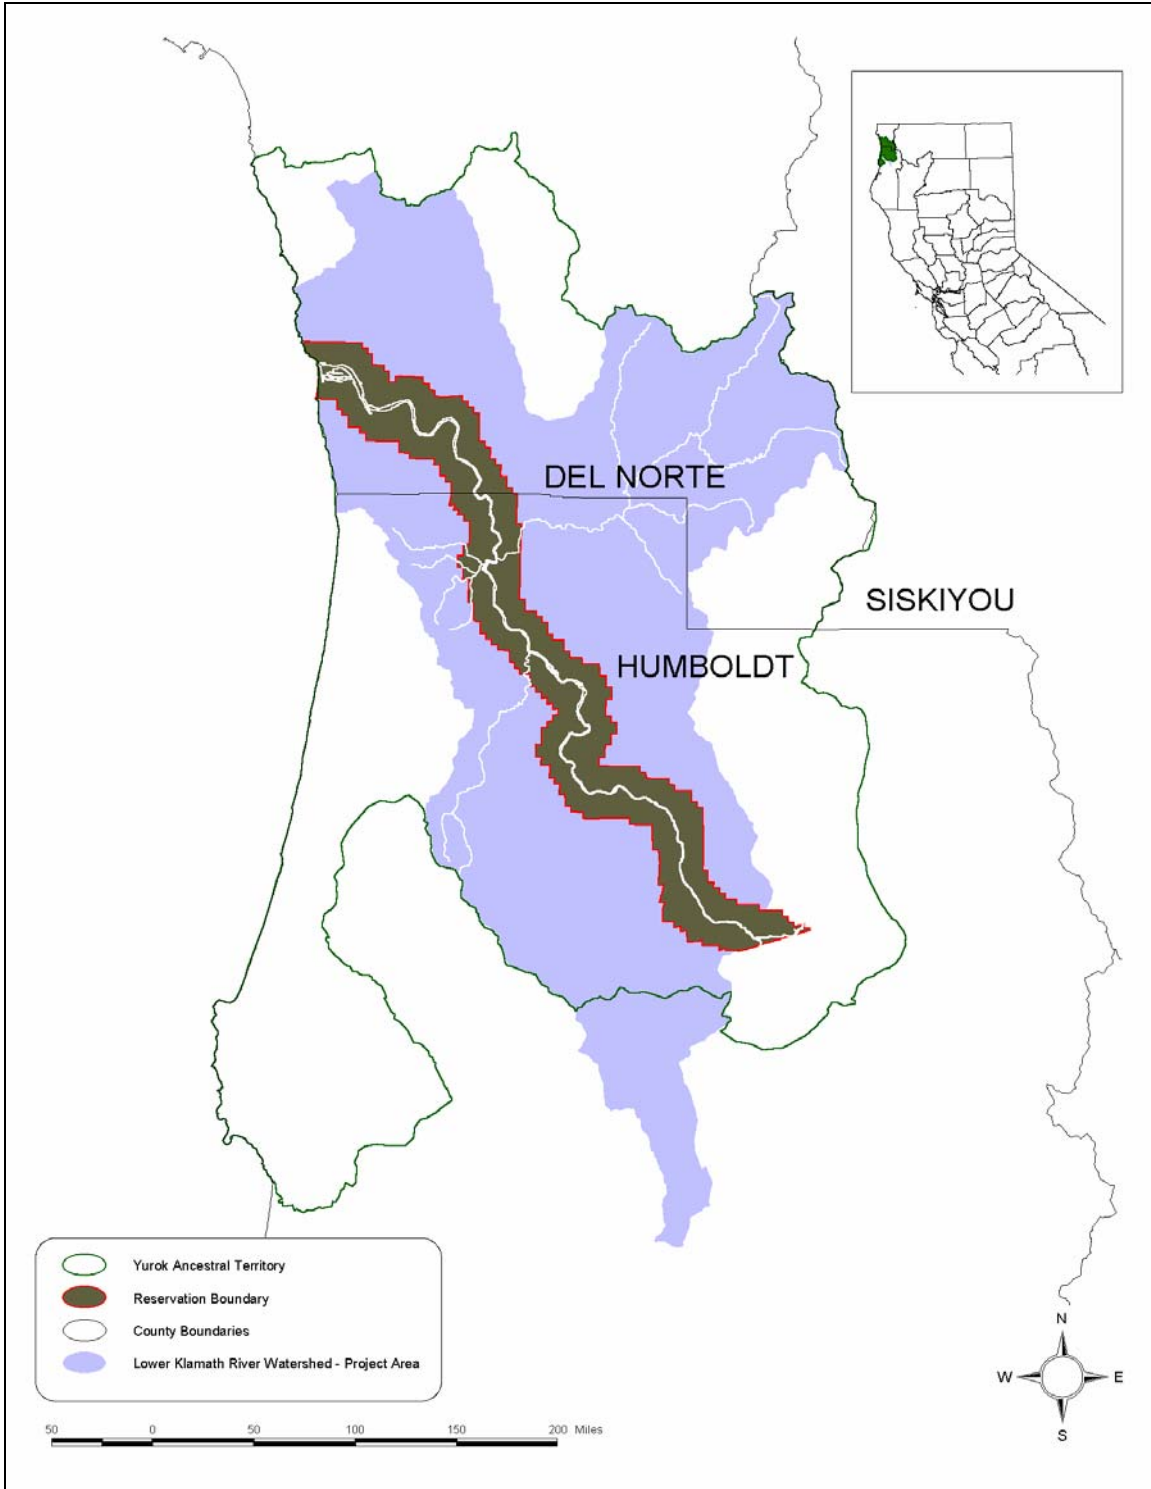 DEL NORTE
SISKIYOU
HUMBOLDT
Yurok Ancestral Territory
Reservation Boundary
County Boundaries
Lower Klamath River Watershed - Project Area
N
W E
S
50 0 50 100 150 200 Miles